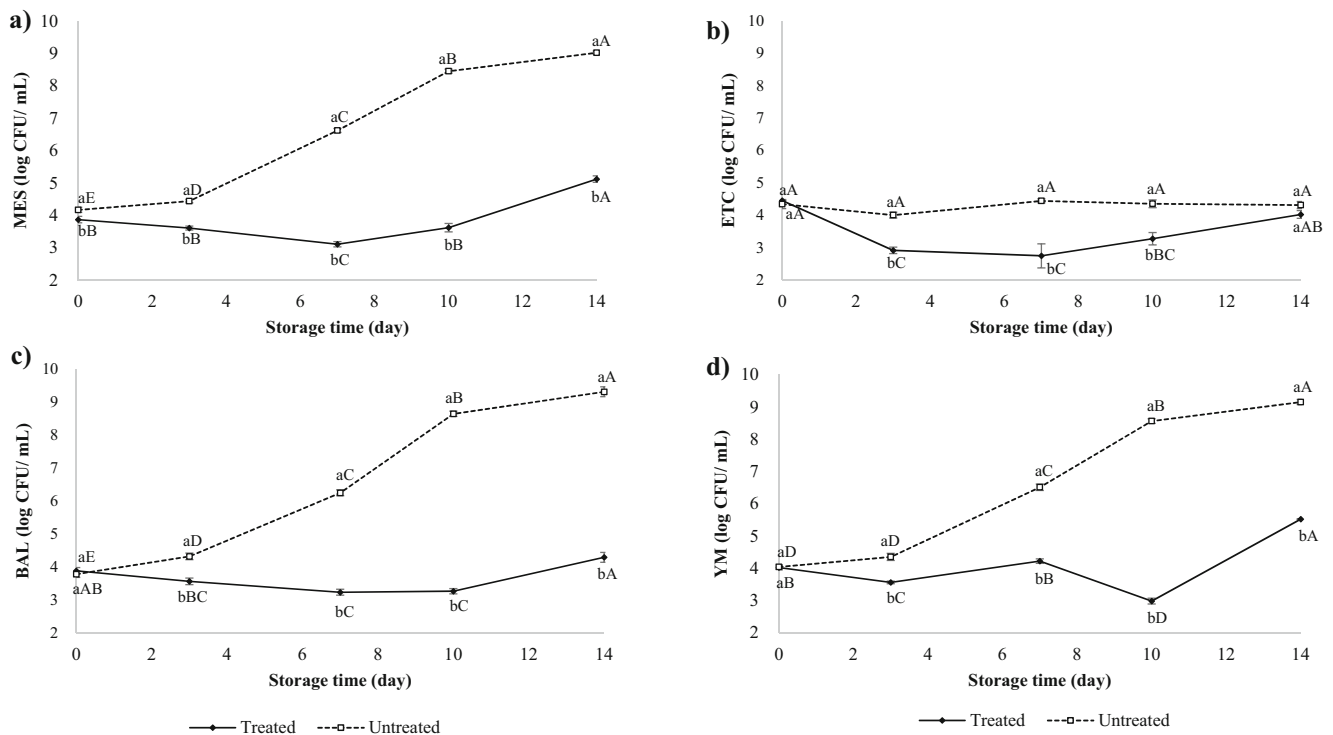 a)
MES (log CFU/ mL)
10
9
8
7
6
5
4
3
2
aE
aD
aC
aB
aA
bB
bB
bC
bB
bA
0 2 4 6 8 10 12 14
Storage time (day)
b)
ETC (log CFU/ mL)
10
9
8
7
6
5
4
3
2
aA
aA
aA
aA
aA
aA
bC
bC
bBC
aAB
0 2 4 6 8 10 12 14
Storage time (day)
c)
BAL (log CFU/ mL)
10
9
8
7
6
5
4
3
2
aE
aD
aC
aB
aA
aAB
bBC
bC
bC
bA
0 2 4 6 8 10 12 14
Storage time (day)
Treated Untreated
d)
YM (log CFU/ mL)
10
9
8
7
6
5
4
3
2
aD
aD
aC
aB
aA
aB
bC
bB
bD
bA
0 2 4 6 8 10 12 14
Storage time (day)
Treated Untreated